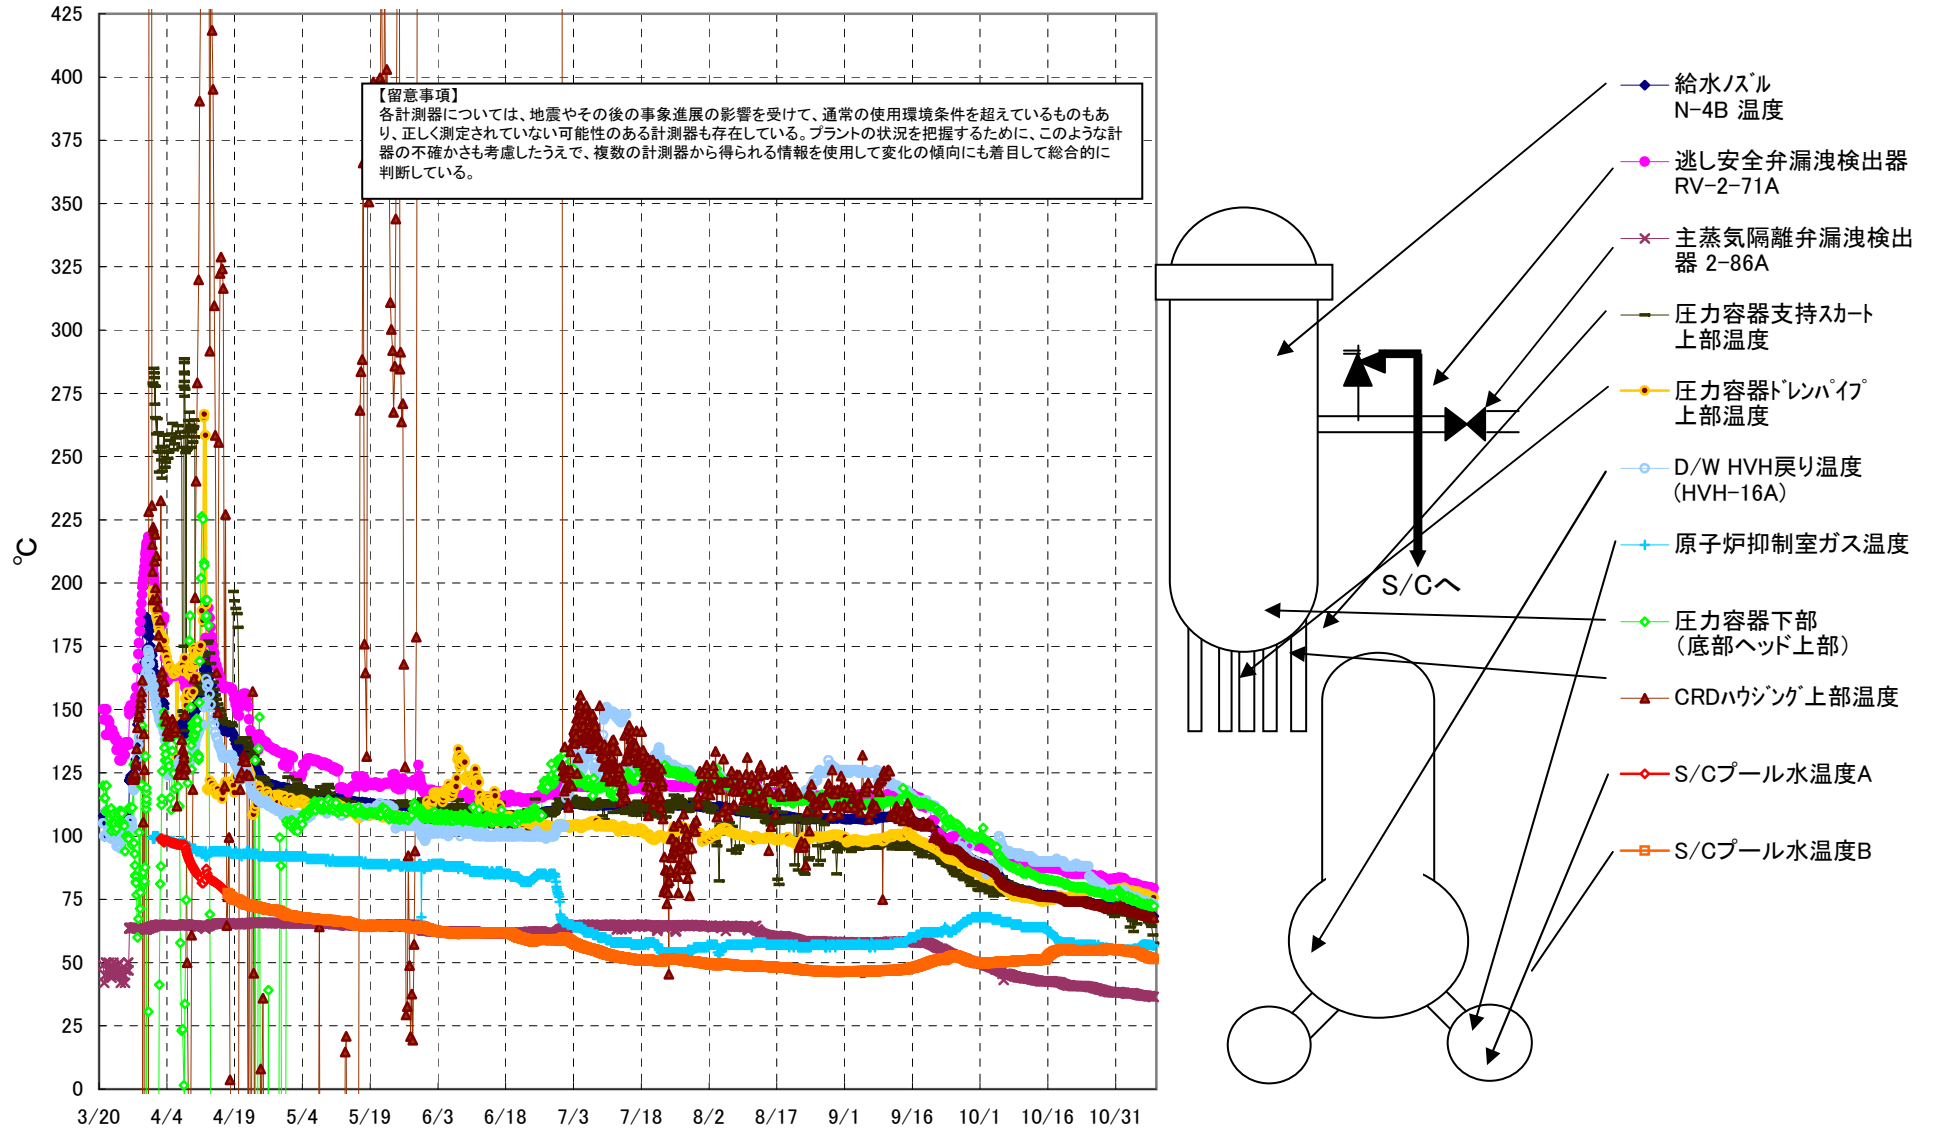 425
400
375
350
325
300
275
250
225
200
175
150
125
100
75
50
25
0
℃
3/20 4/4 4/19 5/4 5/19 6/3 6/18 7/3 7/18 8/2 8/17 9/1 9/16 10/1 10/16 10/31
【留意事項】
各計測器については、地震やその後の事象進展の影響を受けて、通常の使用環境条件を超えているものもあ
り、正しく測定されていない可能性のある計測器も存在している。プラントの状況を把握するために、このような計
器の不確かさも考慮したうえで、複数の計測器から得られる情報を使用して変化の傾向にも着目して総合的に
判断している。
S/Cへ
給水ﾉｽﾞﾙ
N-4B 温度
逃し安全弁漏洩検出器
RV-2-71A
主蒸気隔離弁漏洩検出
器 2-86A
圧力容器支持ｽｶｰﾄ
上部温度
圧力容器ﾄﾞﾚﾝﾊﾟｲﾌﾟ
上部温度
D/W HVH戻り温度
(HVH-16A)
原子炉抑制室ガス温度
圧力容器下部
（底部ヘッド上部）
CRDﾊｳｼﾞﾝｸﾞ上部温度
S/Cプール水温度A
S/Cプール水温度B